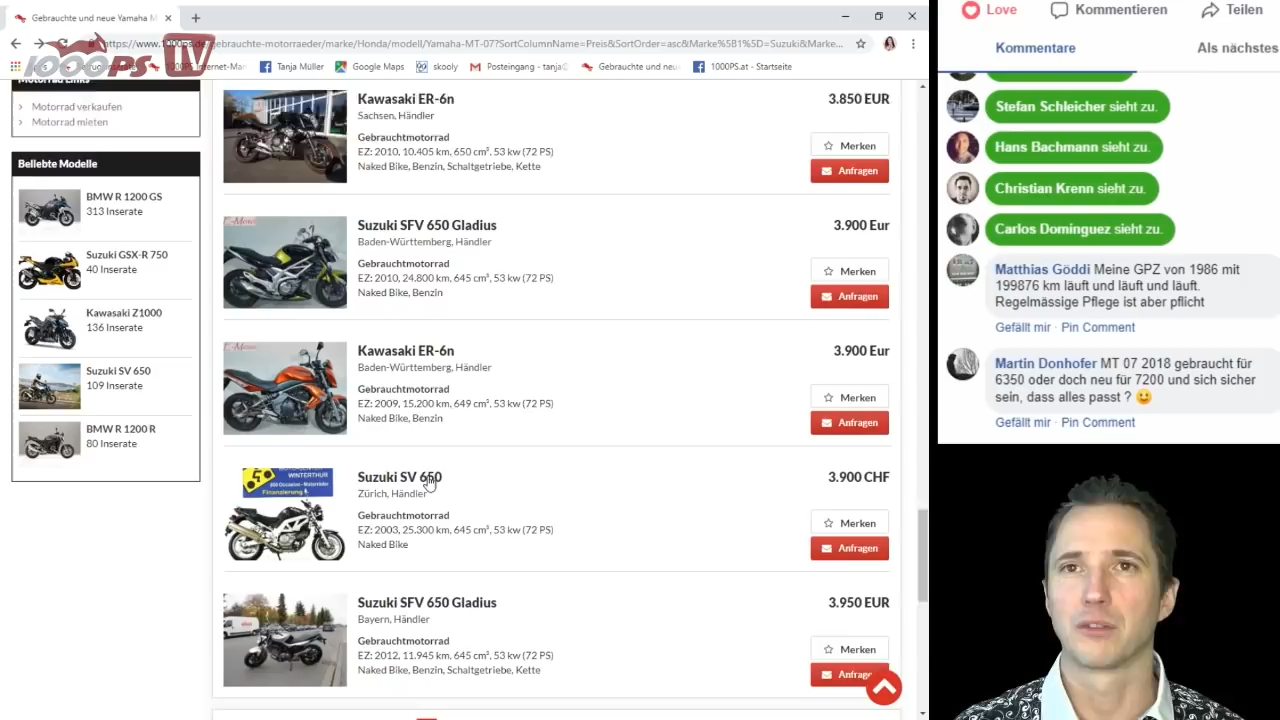 Gebrauchte und neue Yamaha M
https://www.1000ps.de/gebrauchte-motorraeder/marke/Honda/modell/Yamaha-MT-07?SortColumnName=Preis&SortOrder=asc&Marke%5B1%5D=Suzuki&Marke...
1000PS TV
Tanja Müller
Google Maps
skooly
Posteingang - tanja@
Gebrauchte und neu
1000PS.at - Startseite
Motorrad Links
Motorrad verkaufen
Motorrad mieten
Beliebte Modelle
BMW R 1200 GS
313 Inserate
Suzuki GSX-R 750
40 Inserate
Kawasaki Z1000
136 Inserate
Suzuki SV 650
109 Inserate
BMW R 1200 R
80 Inserate
Kawasaki ER-6n
3.850 EUR
Sachsen, Händler
Gebrauchtmotorrad
EZ: 2010, 10.405 km, 650 cm³, 53 kw (72 PS)
Naked Bike, Benzin, Schaltgetriebe, Kette
Merken
Anfragen
Suzuki SFV 650 Gladius
3.900 Eur
Baden-Württemberg, Händler
Gebrauchtmotorrad
EZ: 2010, 24.800 km, 645 cm³, 53 kw (72 PS)
Naked Bike, Benzin
Merken
Anfragen
Kawasaki ER-6n
3.900 Eur
Baden-Württemberg, Händler
Gebrauchtmotorrad
EZ: 2009, 15.200 km, 649 cm³, 53 kw (72 PS)
Naked Bike, Benzin
Merken
Anfragen
WINTERTHUR
Finanzierung
Suzuki SV 650
3.900 CHF
Zürich, Händler
Gebrauchtmotorrad
EZ: 2003, 25.300 km, 645 cm³, 53 kw (72 PS)
Naked Bike
Merken
Anfragen
Suzuki SFV 650 Gladius
3.950 EUR
Bayern, Händler
Gebrauchtmotorrad
EZ: 2012, 11.945 km, 645 cm³, 53 kw (72 PS)
Naked Bike, Benzin, Schaltgetriebe, Kette
Merken
Anfrage
Love
Kommentieren
Teilen
Kommentare
Als nächstes
Stefan Schleicher sieht zu.
Hans Bachmann sieht zu.
Christian Krenn sieht zu.
Carlos Dominguez sieht zu.
Matthias Göddi Meine GPZ von 1986 mit
199876 km läuft und läuft und läuft.
Regelmässige Pflege ist aber pflicht
Gefällt mir · Pin Comment
Martin Donhofer MT 07 2018 gebraucht für
6350 oder doch neu für 7200 und sich sicher
sein, dass alles passt ?
Gefällt mir · Pin Comment